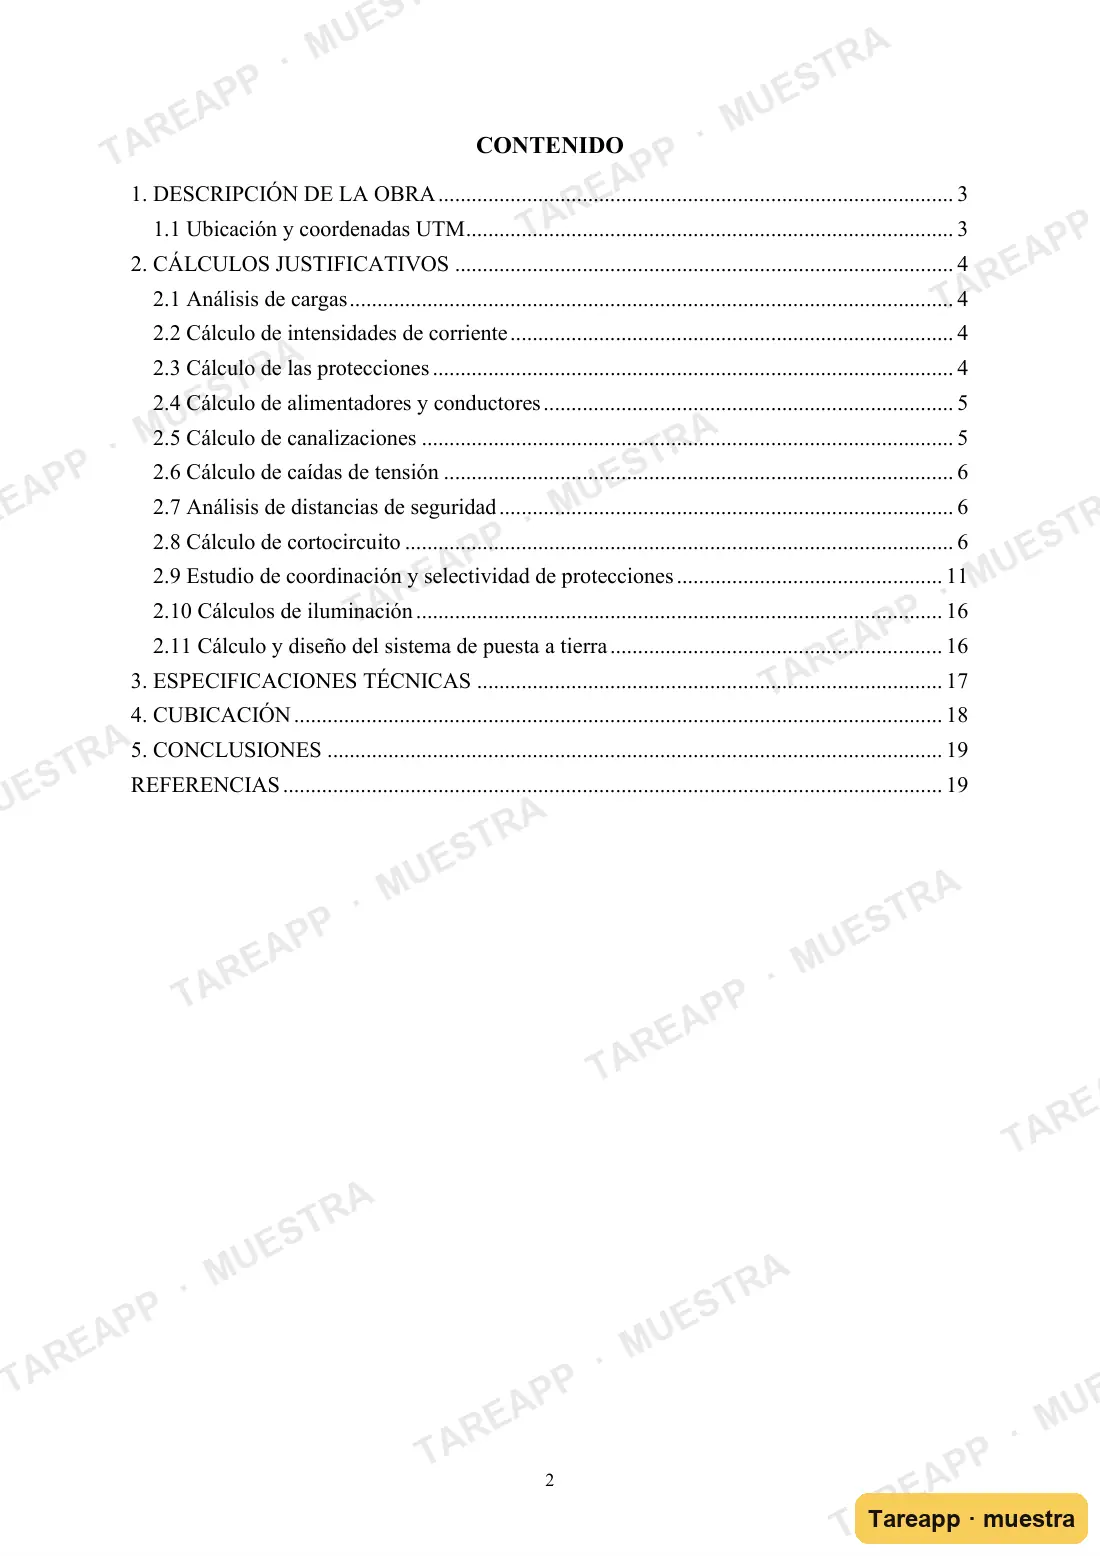 CONTENIDO
1. DESCRIPCIÓN DE LA OBRA ............ 3
1.1 Ubicación y coordenadas UTM ............ 3
2. CÁLCULOS JUSTIFICATIVOS ............ 4
2.1 Análisis de cargas ............ 4
2.2 Cálculo de intensidades de corriente ............ 4
2.3 Cálculo de las protecciones ............ 4
2.4 Cálculo de alimentadores y conductores ............ 5
2.5 Cálculo de canalizaciones ............ 5
2.6 Cálculo de caídas de tensión ............ 6
2.7 Análisis de distancias de seguridad ............ 6
2.8 Cálculo de cortocircuito ............ 6
2.9 Estudio de coordinación y selectividad de protecciones ............ 11
2.10 Cálculos de iluminación ............ 16
2.11 Cálculo y diseño del sistema de puesta a tierra ............ 16
3. ESPECIFICACIONES TÉCNICAS ............ 17
4. CUBICACIÓN ............ 18
5. CONCLUSIONES ............ 19
REFERENCIAS ............ 19
2
TAREAPP · MUESTRA
Tareapp · muestra